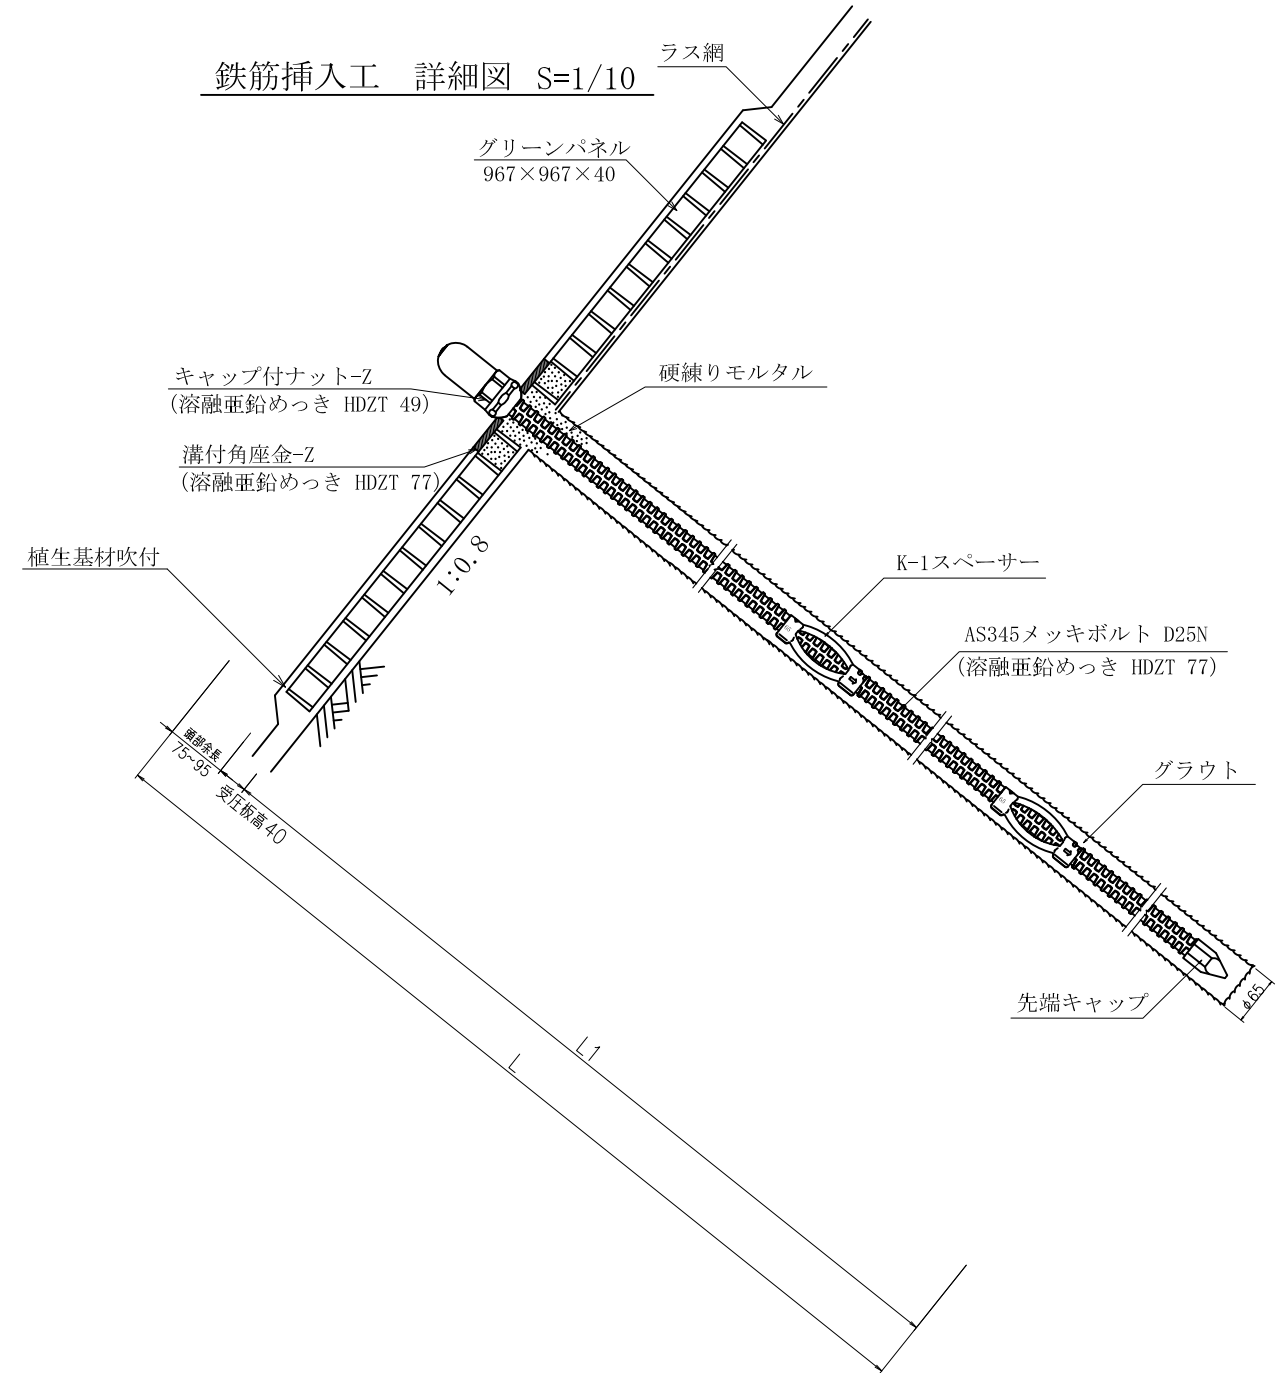 鉄筋挿入工　詳細図 S=1/10
ラス網
グリーンパネル
967×967×40
キャップ付ナット-Z
(溶融亜鉛めっき HDZT 49)
硬練りモルタル
溝付角座金-Z
(溶融亜鉛めっき HDZT 77)
植生基材吹付
1:0.8
K-1スペーサー
AS345メッキボルト D25N
(溶融亜鉛めっき HDZT 77)
頭部余長
75~95
受圧板高40
グラウト
先端キャップ
φ65
L1
L